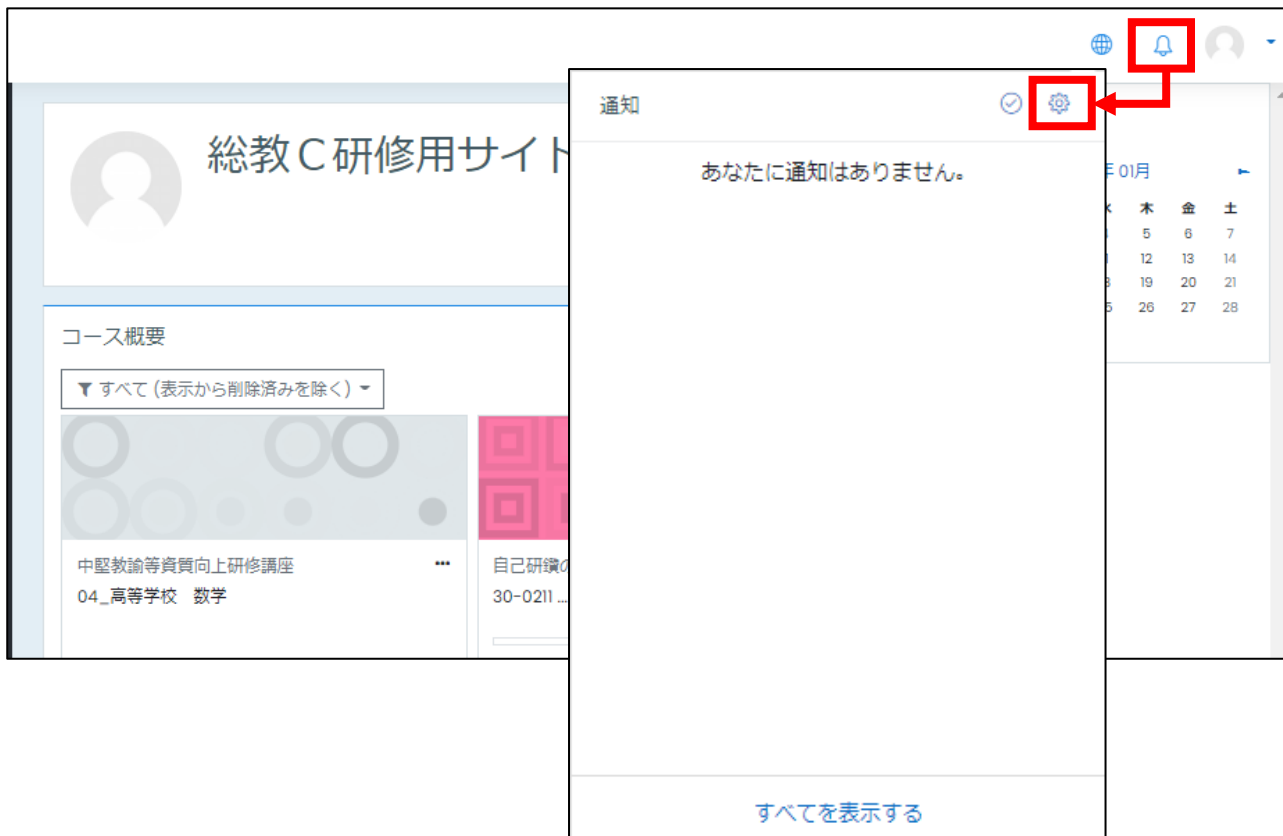 総教C研修用サイト
通知
あなたに通知はありません。
年 01月
木 金 土
5 6 7
12 13 14
19 20 21
26 27 28
コース概要
すべて (表示から削除済みを除く)
中堅教諭等資質向上研修講座
04_高等学校 数学
自己研鑽の
30-0211 ...
すべてを表示する